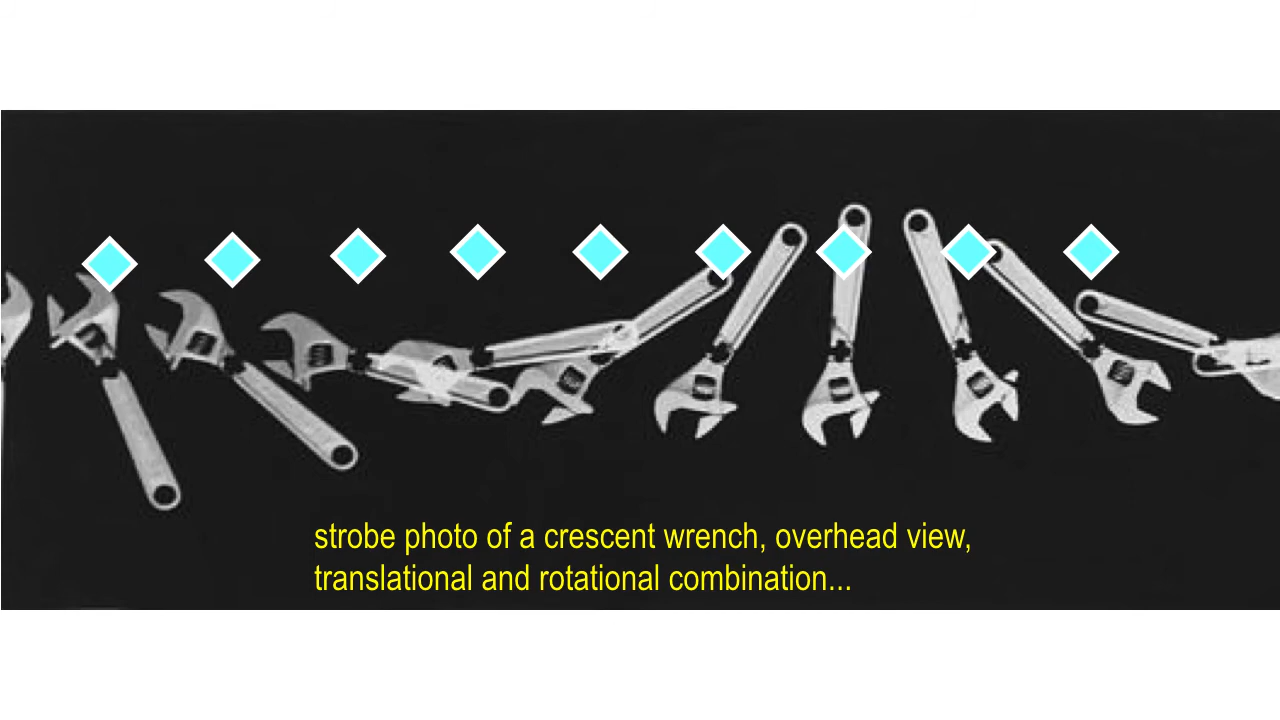 strobe photo of a crescent wrench, overhead view,
translational and rotational combination...